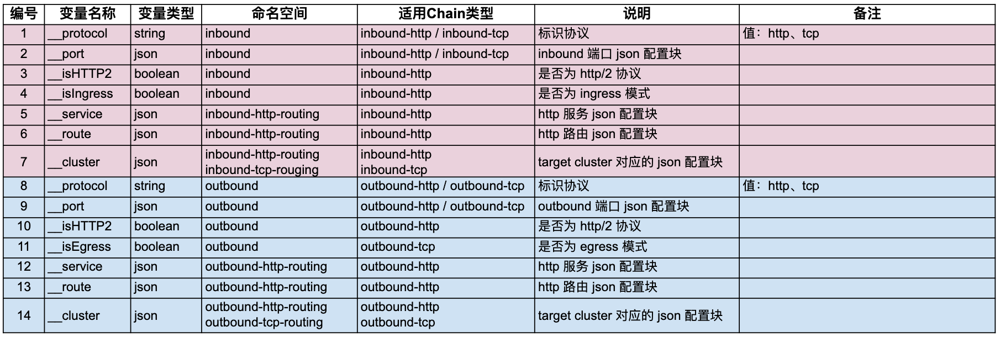 编号 变量名称 变量类型 命名空间 适用Chain类型 说明 备注
1 __protocol string inbound inbound-http / inbound-tcp 标识协议 值：http、tcp
2 __port json inbound inbound-http / inbound-tcp inbound 端口 json 配置块
3 __isHTTP2 boolean inbound inbound-http 是否为 http/2 协议
4 __isIngress boolean inbound inbound-http 是否为 ingress 模式
5 __service json inbound-http-routing inbound-http http 服务 json 配置块
6 __route json inbound-http-routing inbound-http http 路由 json 配置块
7 __cluster json inbound-http-routing inbound-http target cluster 对应的 json 配置块
inbound-tcp-rouging inbound-tcp
8 __protocol string outbound outbound-http / outbound-tcp 标识协议 值：http、tcp
9 __port json outbound outbound-http / outbound-tcp outbound 端口 json 配置块
10 __isHTTP2 boolean outbound outbound-http 是否为 http/2 协议
11 __isEgress boolean outbound outbound-tcp 是否为 egress 模式
12 __service json outbound-http-routing outbound-http http 服务 json 配置块
13 __route json outbound-http-routing outbound-http http 路由 json 配置块
14 __cluster json outbound-http-routing outbound-http target cluster 对应的 json 配置块
outbound-tcp-routing outbound-tcp